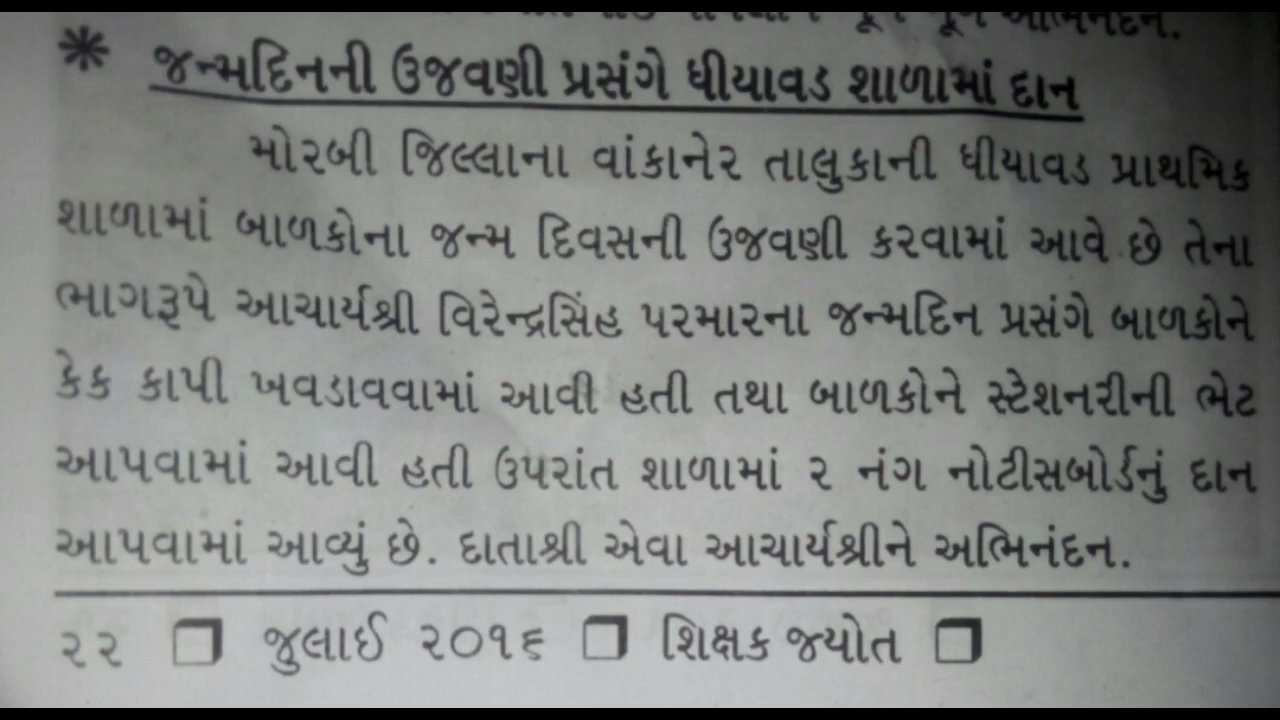 અભિનંદન.
* જન્મદિનની ઉજવણી પ્રસંગે ધીયાવડ શાળામાં દાન
મોરબી જિલ્લાના વાંકાનેર તાલુકાની ધીયાવડ પ્રાથમિક
શાળામાં બાળકોના જન્મ દિવસની ઉજવણી કરવામાં આવે છે તેના
ભાગરૂપે આચાર્યશ્રી વિરેન્દ્રસિંહ પરમારના જન્મદિન પ્રસંગે બાળકોને
કેક કાપી ખવડાવવામાં આવી હતી તથા બાળકોને સ્ટેશનરીની ભેટ
આપવામાં આવી હતી ઉપરાંત શાળામાં ૨ નંગ નોટીસબોર્ડનું દાન
આપવામાં આવ્યું છે. દાતાશ્રી એવા આચાર્યશ્રીને અભિનંદન.
૨૨ ❒ જુલાઈ ૨૦૧૬ ❒ શિક્ષક જ્યોત ❒